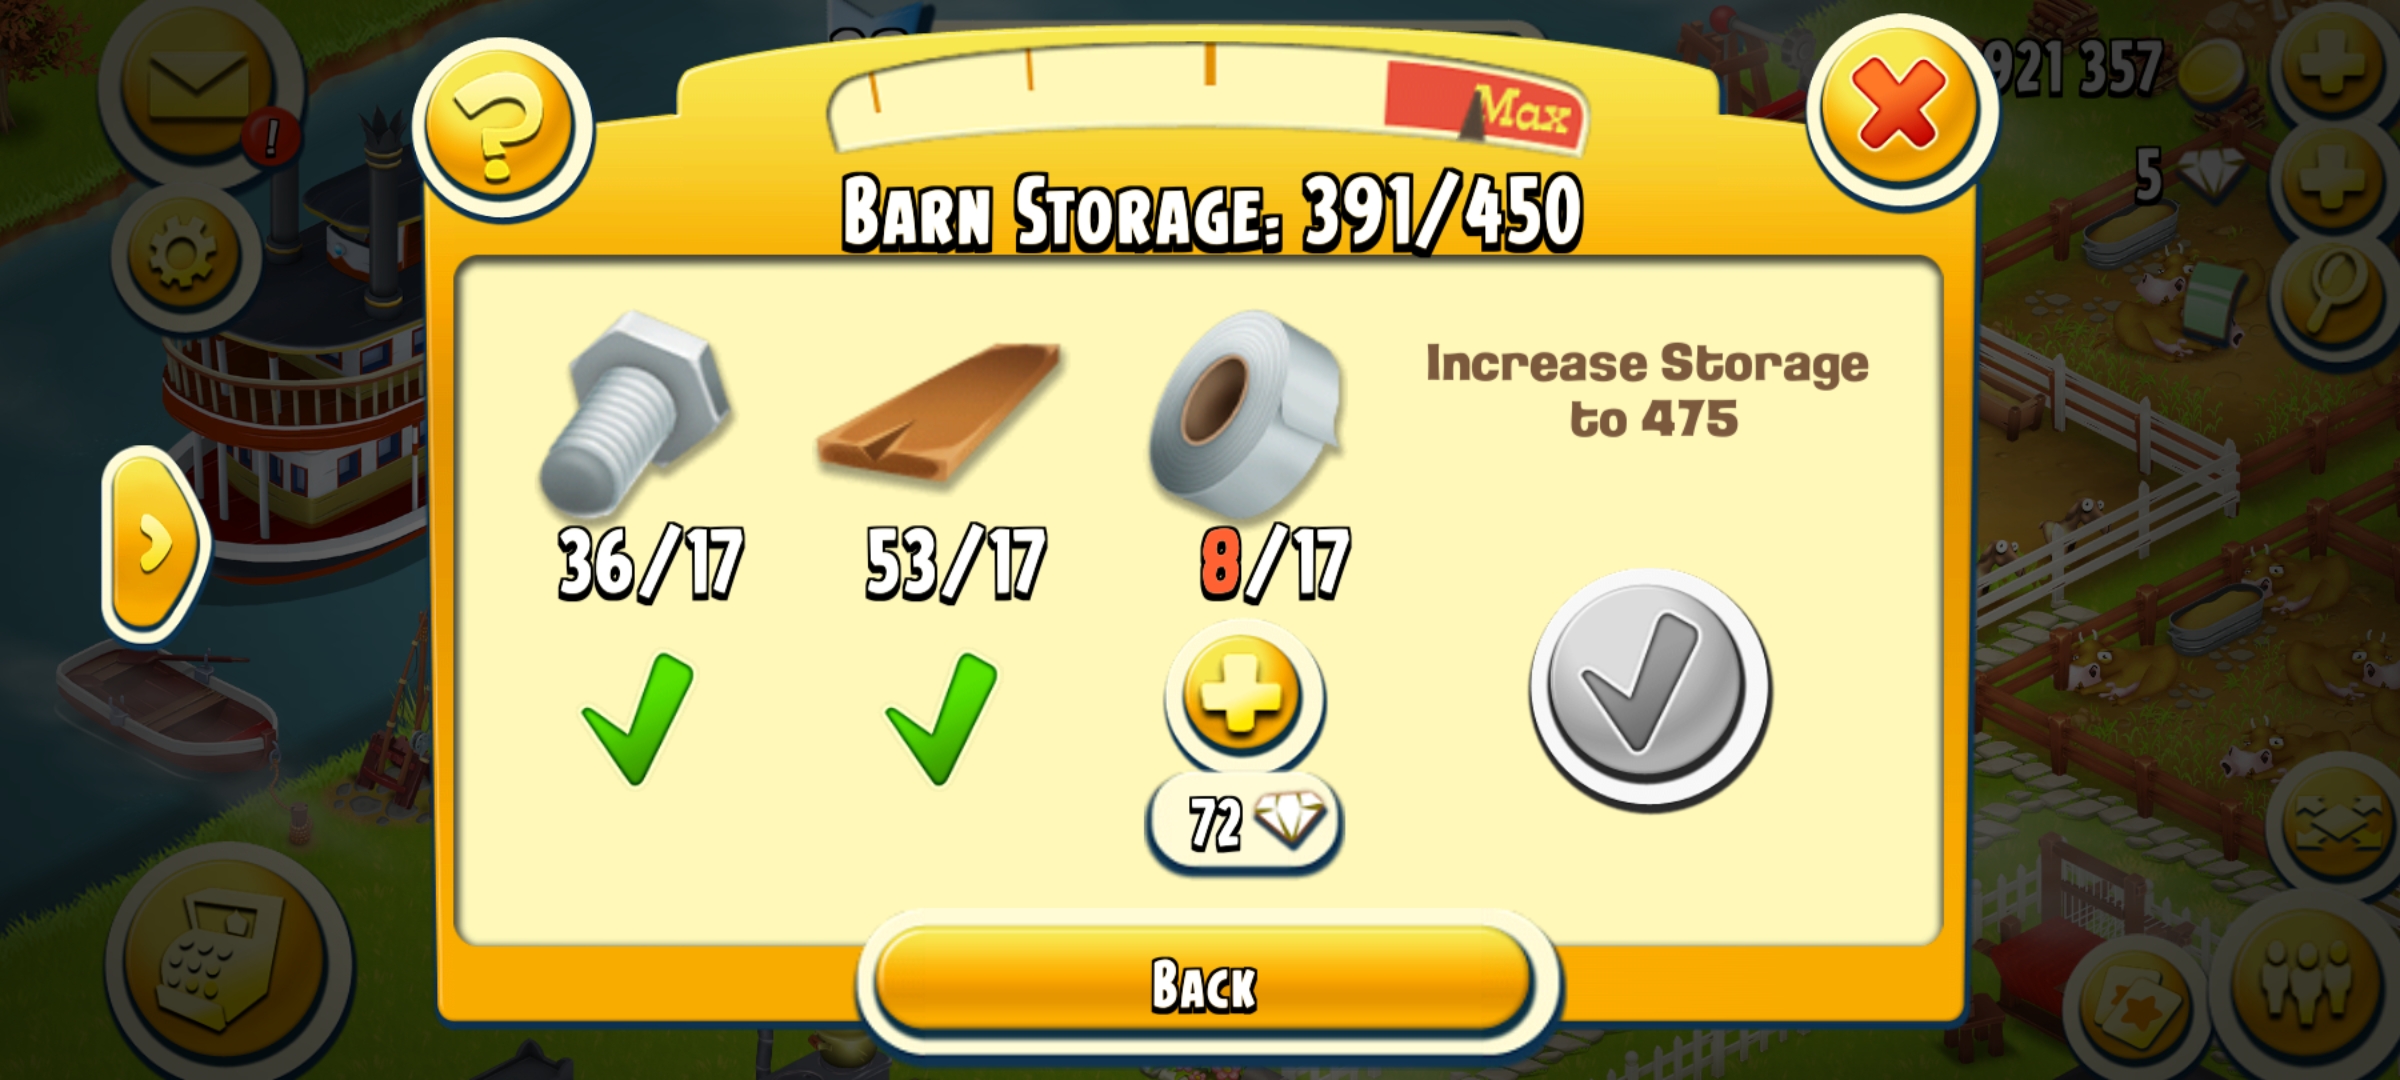 Max
921 357
5
BARN STORAGE: 391/450
Increase Storage
to 475
36/17
53/17
8/17
72
BACK